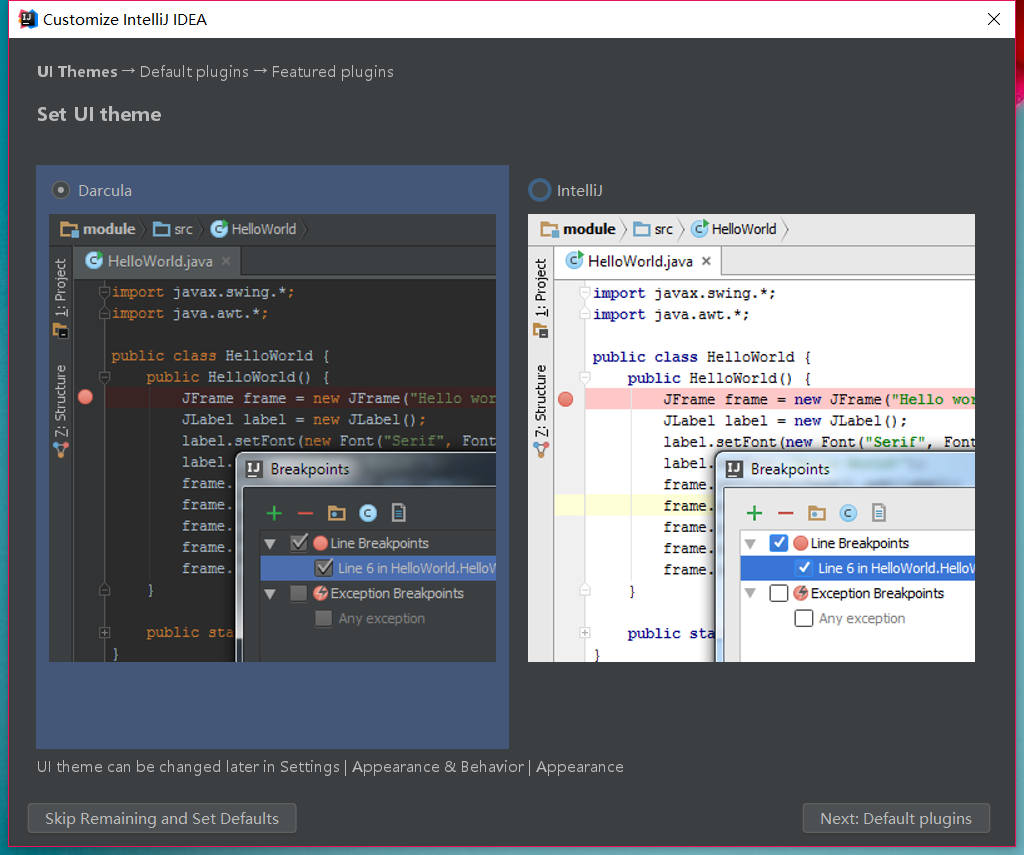 Customize IntelliJ IDEA
UI Themes → Default plugins → Featured plugins
Set UI theme
Darcula
module src HelloWorld
HelloWorld.java
1: Project
Z: Structure
import javax.swing.*;
import java.awt.*;
public class HelloWorld {
public HelloWorld() {
JFrame frame = new JFrame("Hello wor
JLabel label = new JLabel();
label.setFont(new Font("Serif", Font
label.
frame.
frame.
frame.
frame.
frame.
}
public sta
}
Breakpoints
Line Breakpoints
Line 6 in HelloWorld.HelloW
Exception Breakpoints
Any exception
IntelliJ
module src HelloWorld
HelloWorld.java
1: Project
Z: Structure
import javax.swing.*;
import java.awt.*;
public class HelloWorld {
public HelloWorld() {
JFrame frame = new JFrame("Hello wor
JLabel label = new JLabel();
label.setFont(new Font("Serif", Font
label.
frame.
frame.
frame.
frame.
frame.
}
public sta
}
Breakpoints
Line Breakpoints
Line 6 in HelloWorld.HelloW
Exception Breakpoints
Any exception
UI theme can be changed later in Settings | Appearance & Behavior | Appearance
Skip Remaining and Set Defaults
Next: Default plugins